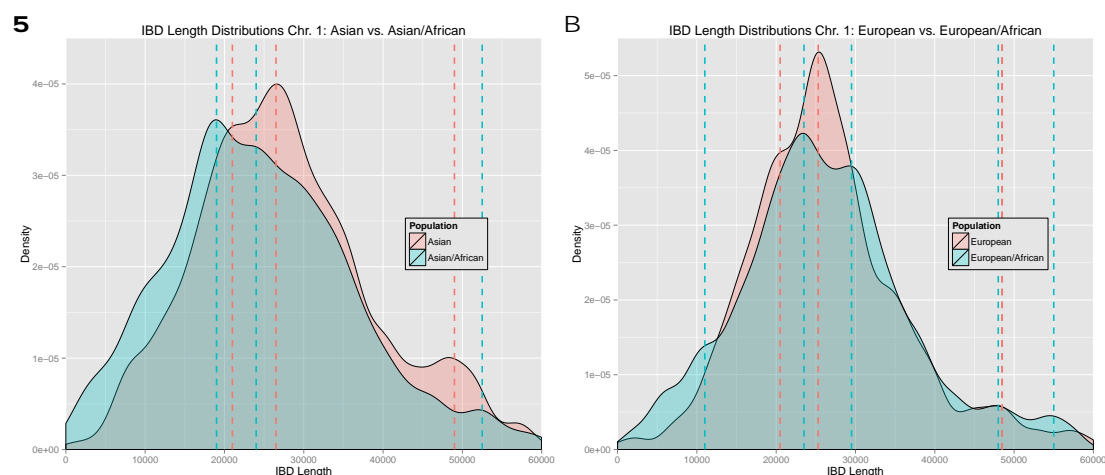 5
IBD Length Distributions Chr. 1: Asian vs. Asian/African
Density
4e−05
3e−05
2e−05
1e−05
0e+00
Population
Asian
Asian/African
0 10000 20000 30000 40000 50000 60000
IBD Length
B
IBD Length Distributions Chr. 1: European vs. European/African
Density
5e−05
4e−05
3e−05
2e−05
1e−05
0e+00
Population
European
European/African
0 10000 20000 30000 40000 50000 6000
IBD Length